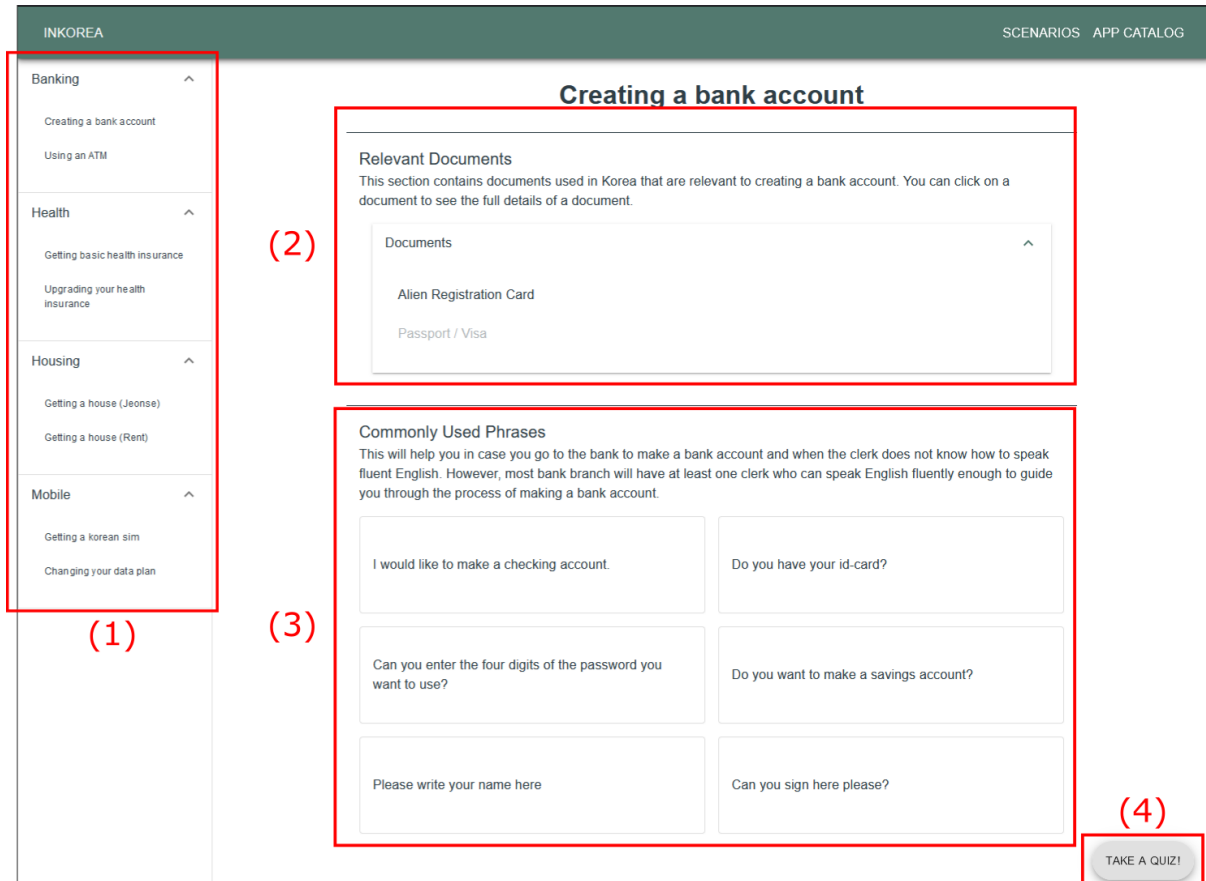 INKOREA
SCENARIOS APP CATALOG
Banking
Creating a bank account
Using an ATM
Health
Getting basic health insurance
Upgrading your health
insurance
Housing
Getting a house (Jeonse)
Getting a house (Rent)
Mobile
Getting a korean sim
Changing your data plan
(1)
Creating a bank account
(2)
Relevant Documents
This section contains documents used in Korea that are relevant to creating a bank account. You can click on a
document to see the full details of a document.
Documents
Alien Registration Card
Passport / Visa
(3)
Commonly Used Phrases
This will help you in case you go to the bank to make a bank account and when the clerk does not know how to speak
fluent English. However, most bank branch will have at least one clerk who can speak English fluently enough to guide
you through the process of making a bank account.
I would like to make a checking account.
Do you have your id-card?
Can you enter the four digits of the password you
want to use?
Do you want to make a savings account?
Please write your name here
Can you sign here please?
(4)
TAKE A QUIZ!